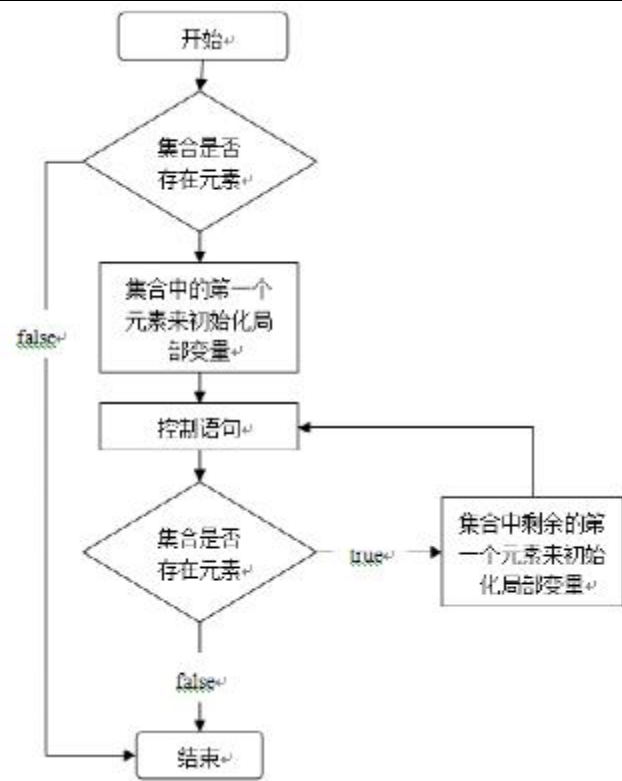 开始↵
集合是否
存在元素↵
集合中的第一个
元素来初始化局
部变量↵
false↵
控制语句↵
集合是否
存在元素↵
true↵
集合中剩余的第
一个元素来初始
化局部变量↵
false↵
结束↵